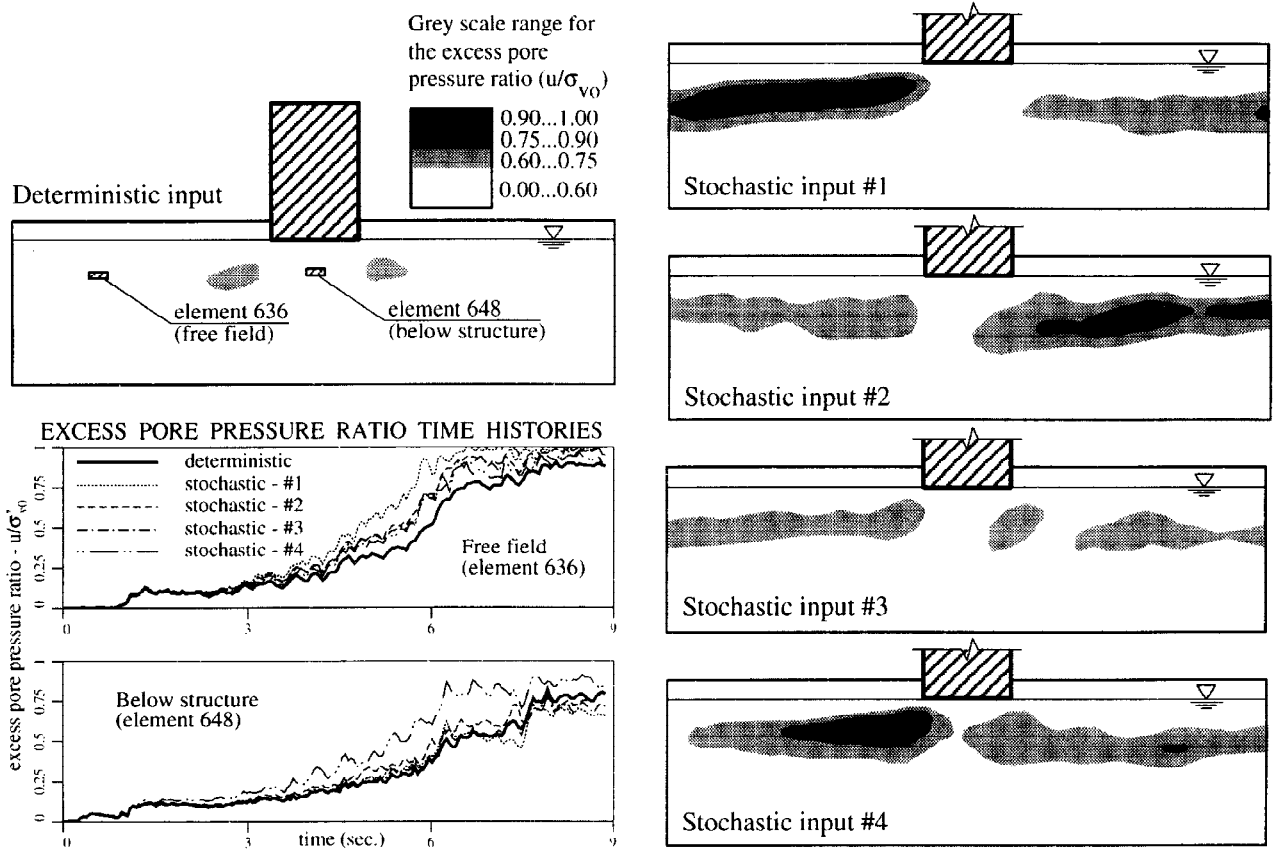 Grey scale range for
the excess pore
pressure ratio (u/σvo)
0.90...1.00
0.75...0.90
0.60...0.75
0.00...0.60
Deterministic input
element 636
(free field)
element 648
(below structure)
EXCESS PORE PRESSURE RATIO TIME HISTORIES
excess pore pressure ratio - u/σ'vo
1
0.75
0.5
0.25
0
deterministic
stochastic - #1
stochastic - #2
stochastic - #3
stochastic - #4
Free field
(element 636)
0 3 6 9
1
0.75
0.5
0.25
0
Below structure
(element 648)
0 3 6 9
time (sec.)
Stochastic input #1
Stochastic input #2
Stochastic input #3
Stochastic input #4